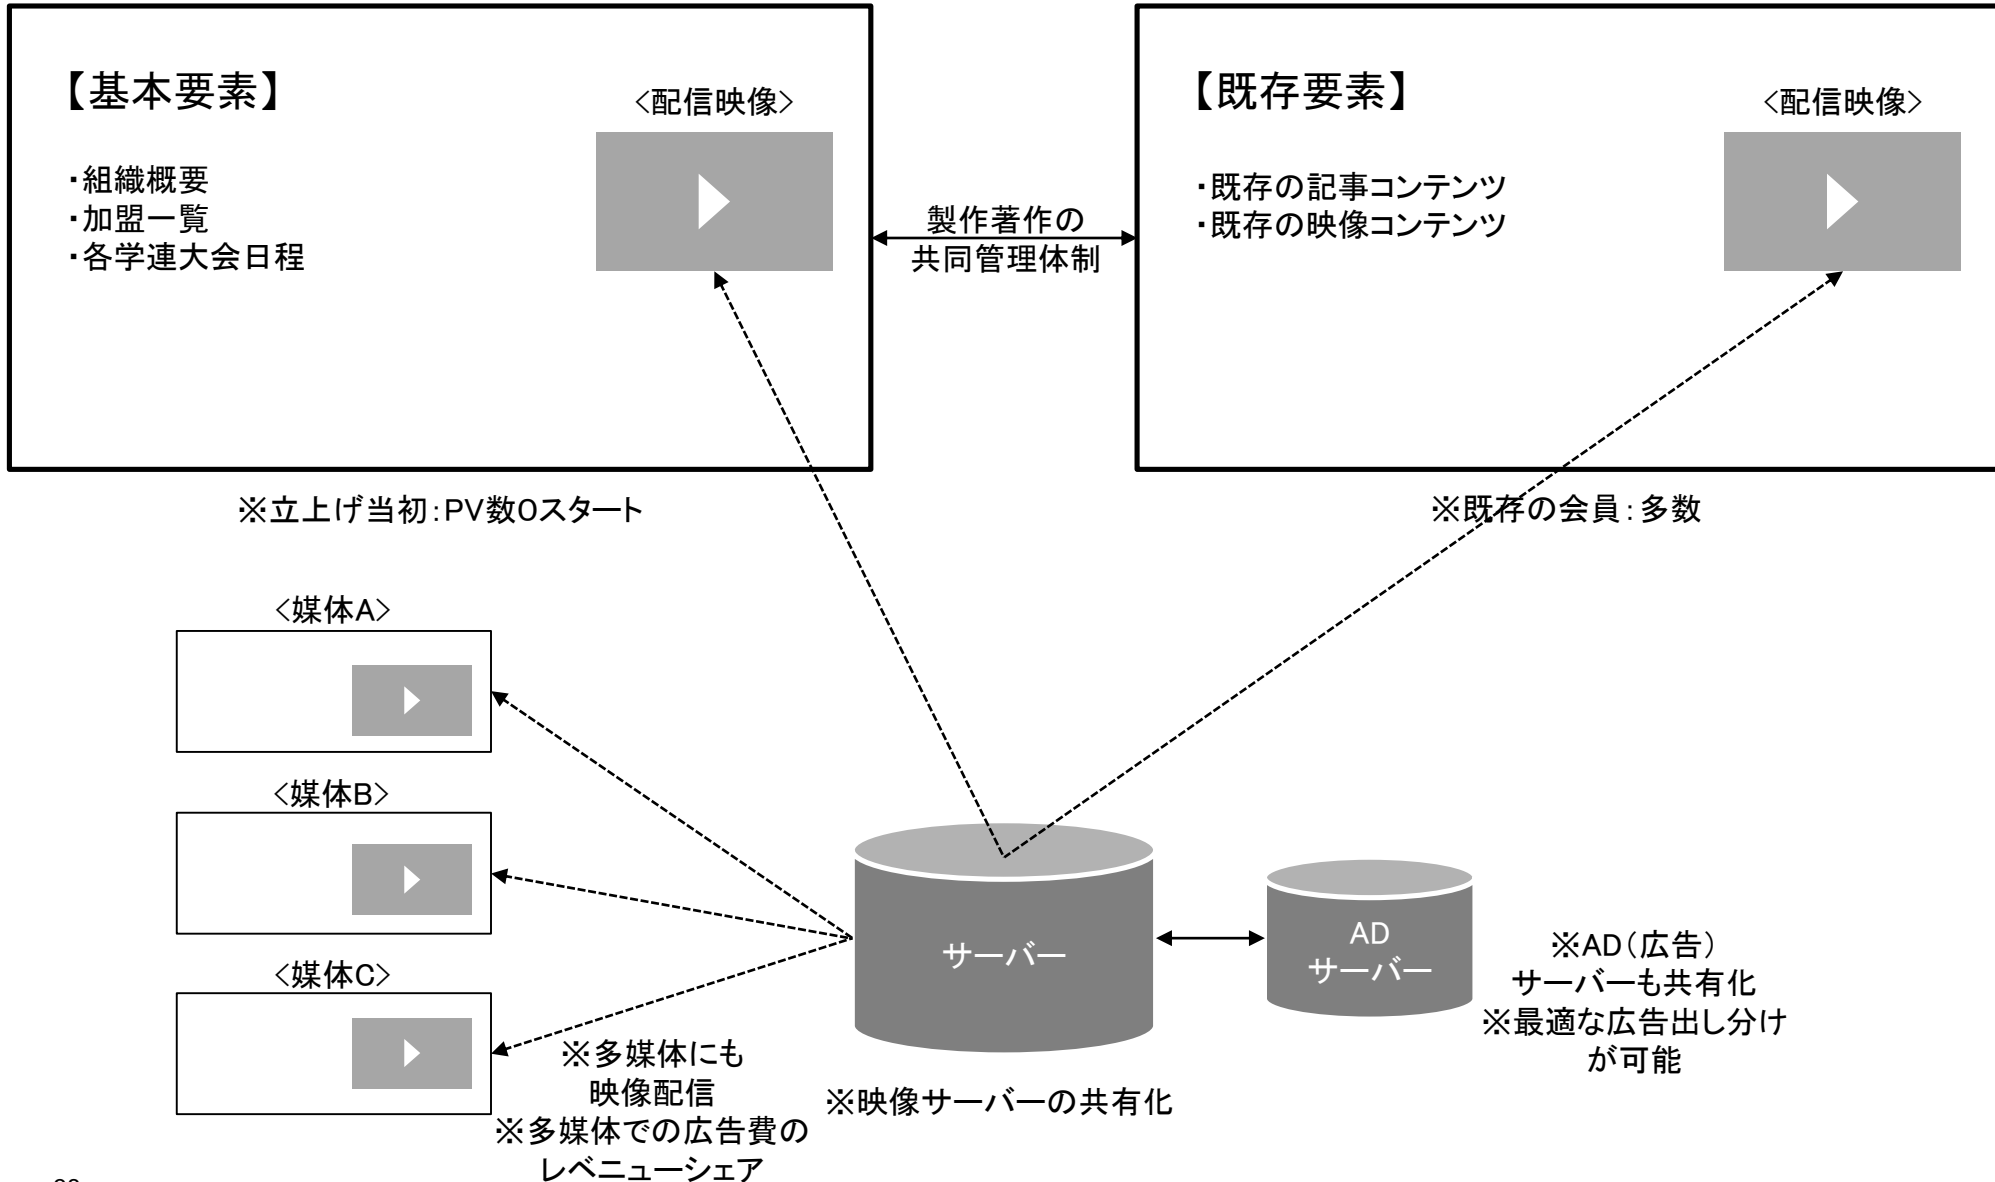 【基本要素】
<配信映像>
・組織概要
・加盟一覧
・各学連大会日程
製作著作の
共同管理体制
【既存要素】
<配信映像>
・既存の記事コンテンツ
・既存の映像コンテンツ
※立上げ当初：PV数0スタート
※既存の会員：多数
<媒体A>
<媒体B>
<媒体C>
サーバー
AD
サーバー
※AD（広告）
サーバーも共有化
※最適な広告出し分け
が可能
※多媒体にも
映像配信
※多媒体での広告費の
レベニューシェア
※映像サーバーの共有化